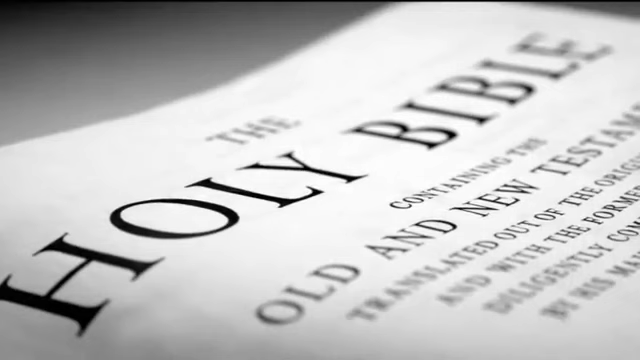 THE
HOLY BIBLE
CONTAINING THE
OLD AND NEW
TRANSLATED OUT OF THE
AND WITH THE FORMER
DILIGENTLY
BY HIS